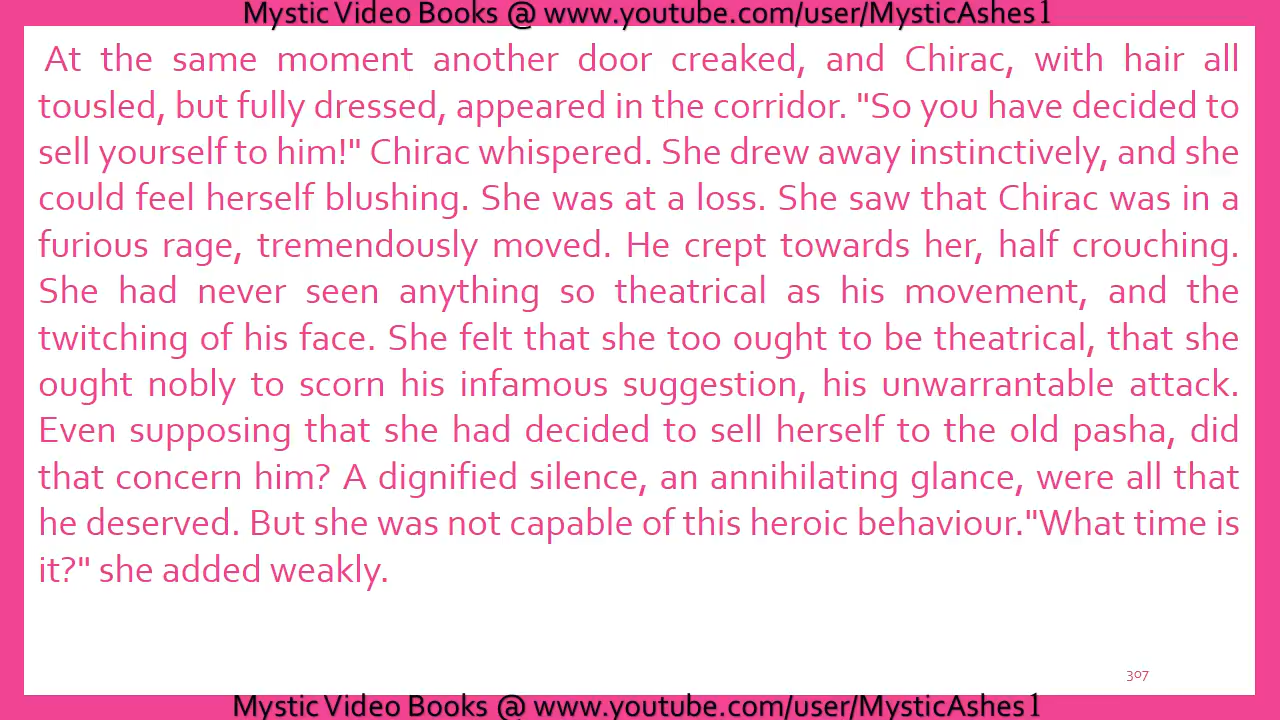 Mystic Video Books @ www.youtube.com/user/MysticAshes1
At the same moment another door creaked, and Chirac, with hair all
tousled, but fully dressed, appeared in the corridor. "So you have decided to
sell yourself to him!" Chirac whispered. She drew away instinctively, and she
could feel herself blushing. She was at a loss. She saw that Chirac was in a
furious rage, tremendously moved. He crept towards her, half crouching.
She had never seen anything so theatrical as his movement, and the
twitching of his face. She felt that she too ought to be theatrical, that she
ought nobly to scorn his infamous suggestion, his unwarrantable attack.
Even supposing that she had decided to sell herself to the old pasha, did
that concern him? A dignified silence, an annihilating glance, were all that
he deserved. But she was not capable of this heroic behaviour."What time is
it?" she added weakly.
307
Mystic Video Books @ www.youtube.com/user/MysticAshes1